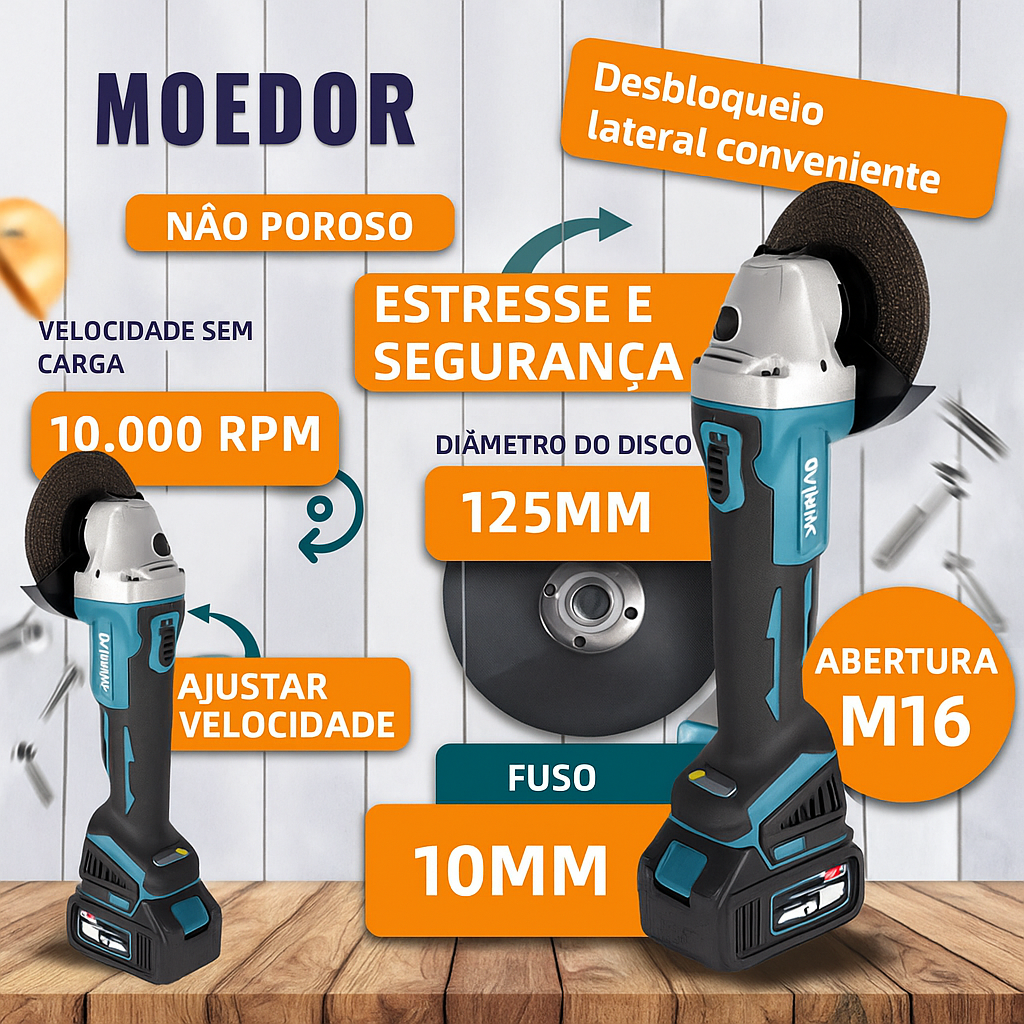 MOEDOR
Desbloqueio
lateral conveniente
NÂO POROSO
ESTRESSE E
SEGURANÇA
VELOCIDADE SEM
CARGA
10.000 RPM
DIÂMETRO DO DISCO
125MM
AJUSTAR
VELOCIDADE
ABERTURA
M16
FUSO
10MM